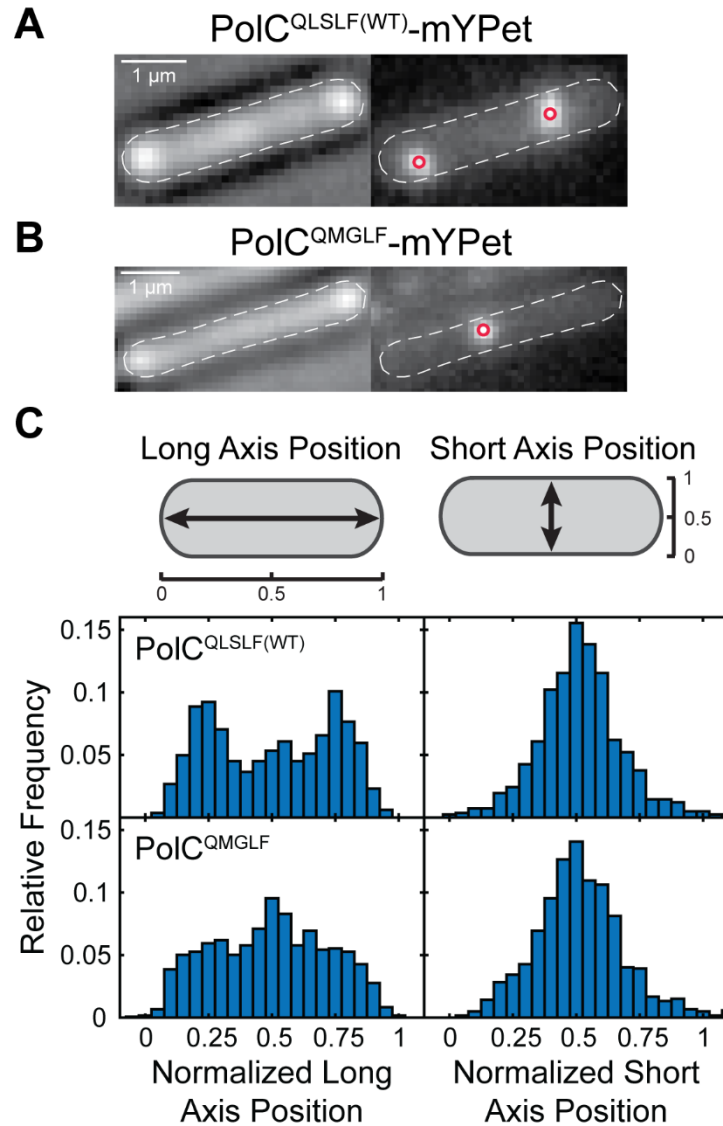 A
PolC^QLSLF(WT)-mYPet
1 µm
B
PolC^QMGLF-mYPet
1 µm
C
Long Axis Position
Short Axis Position
0 0.5 1
1
0.5
0
Relative Frequency
0.15
0.1
0.05
PolC^QLSLF(WT)
0.15
0.1
0.05
0
PolC^QMGLF
0 0.25 0.5 0.75 1
0 0.25 0.5 0.75 1
Normalized Long
Axis Position
Normalized Short
Axis Position